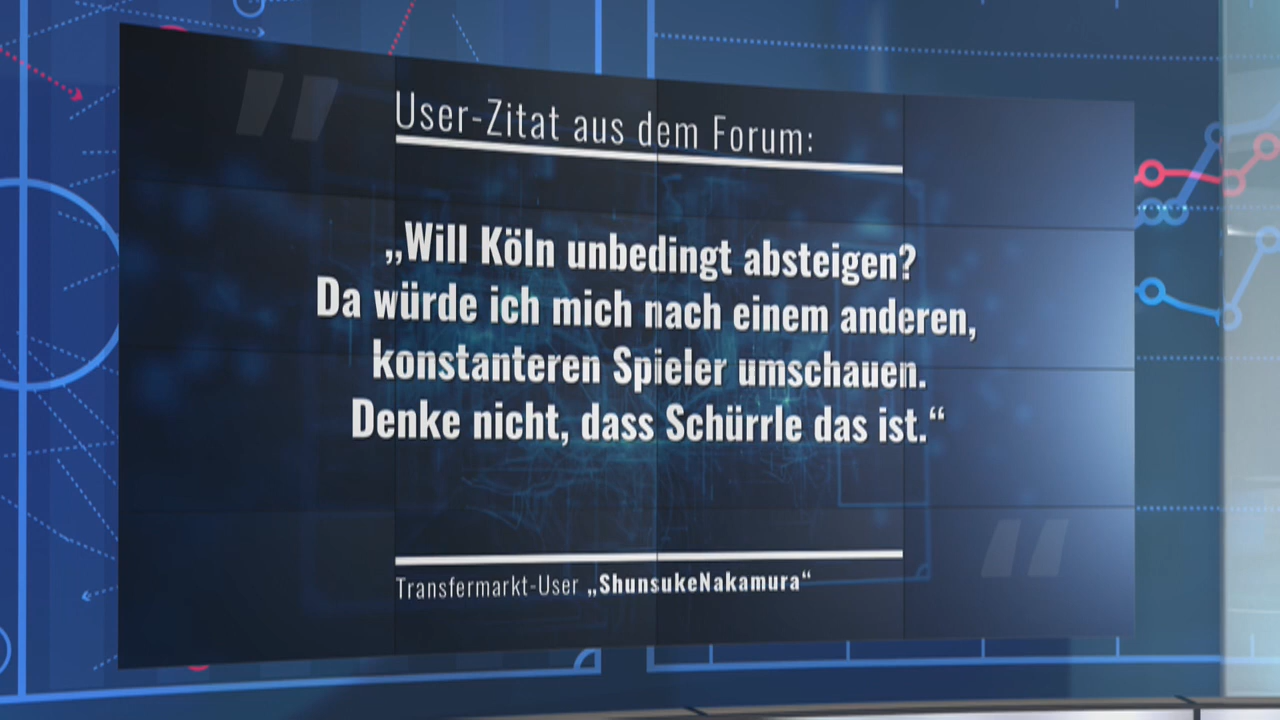 User-Zitat aus dem Forum:
„Will Köln unbedingt absteigen?
Da würde ich mich nach einem anderen,
konstanteren Spieler umschauen.
Denke nicht, dass Schürrle das ist.“
Transfermarkt-User „ShunsukeNakamura“